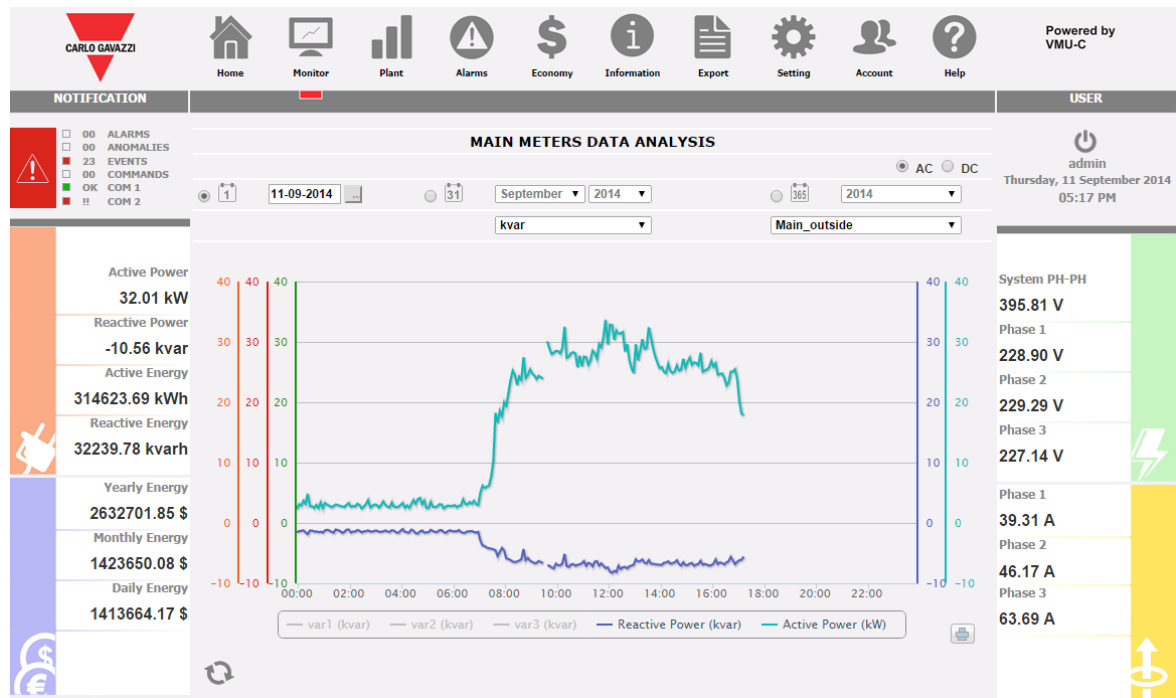 CARLO GAVAZZI
Home Monitor Plant Alarms Economy Information Export Setting Account Help
Powered by
VMU-C
NOTIFICATION
00 ALARMS
00 ANOMALIES
23 EVENTS
00 COMMANDS
OK COM 1
!! COM 2
Active Power
32.01 kW
Reactive Power
-10.56 kvar
Active Energy
314623.69 kWh
Reactive Energy
32239.78 kvarh
Yearly Energy
2632701.85 $
Monthly Energy
1423650.08 $
Daily Energy
1413664.17 $
MAIN METERS DATA ANALYSIS
AC DC
1 11-09-2014 ... 31 September 2014 365 2014
kvar Main_outside
40 40 40 40 40
30 30 30 30 30
20 20 20 20 20
10 10 10 10 10
0 0 0 0 0
-10 -10 -10 -10 -10
00:00 02:00 04:00 06:00 08:00 10:00 12:00 14:00 16:00 18:00 20:00 22:00
var1 (kvar) var2 (kvar) var3 (kvar) Reactive Power (kvar) Active Power (kW)
USER
admin
Thursday, 11 September 2014
05:17 PM
System PH-PH
395.81 V
Phase 1
228.90 V
Phase 2
229.29 V
Phase 3
227.14 V
Phase 1
39.31 A
Phase 2
46.17 A
Phase 3
63.69 A